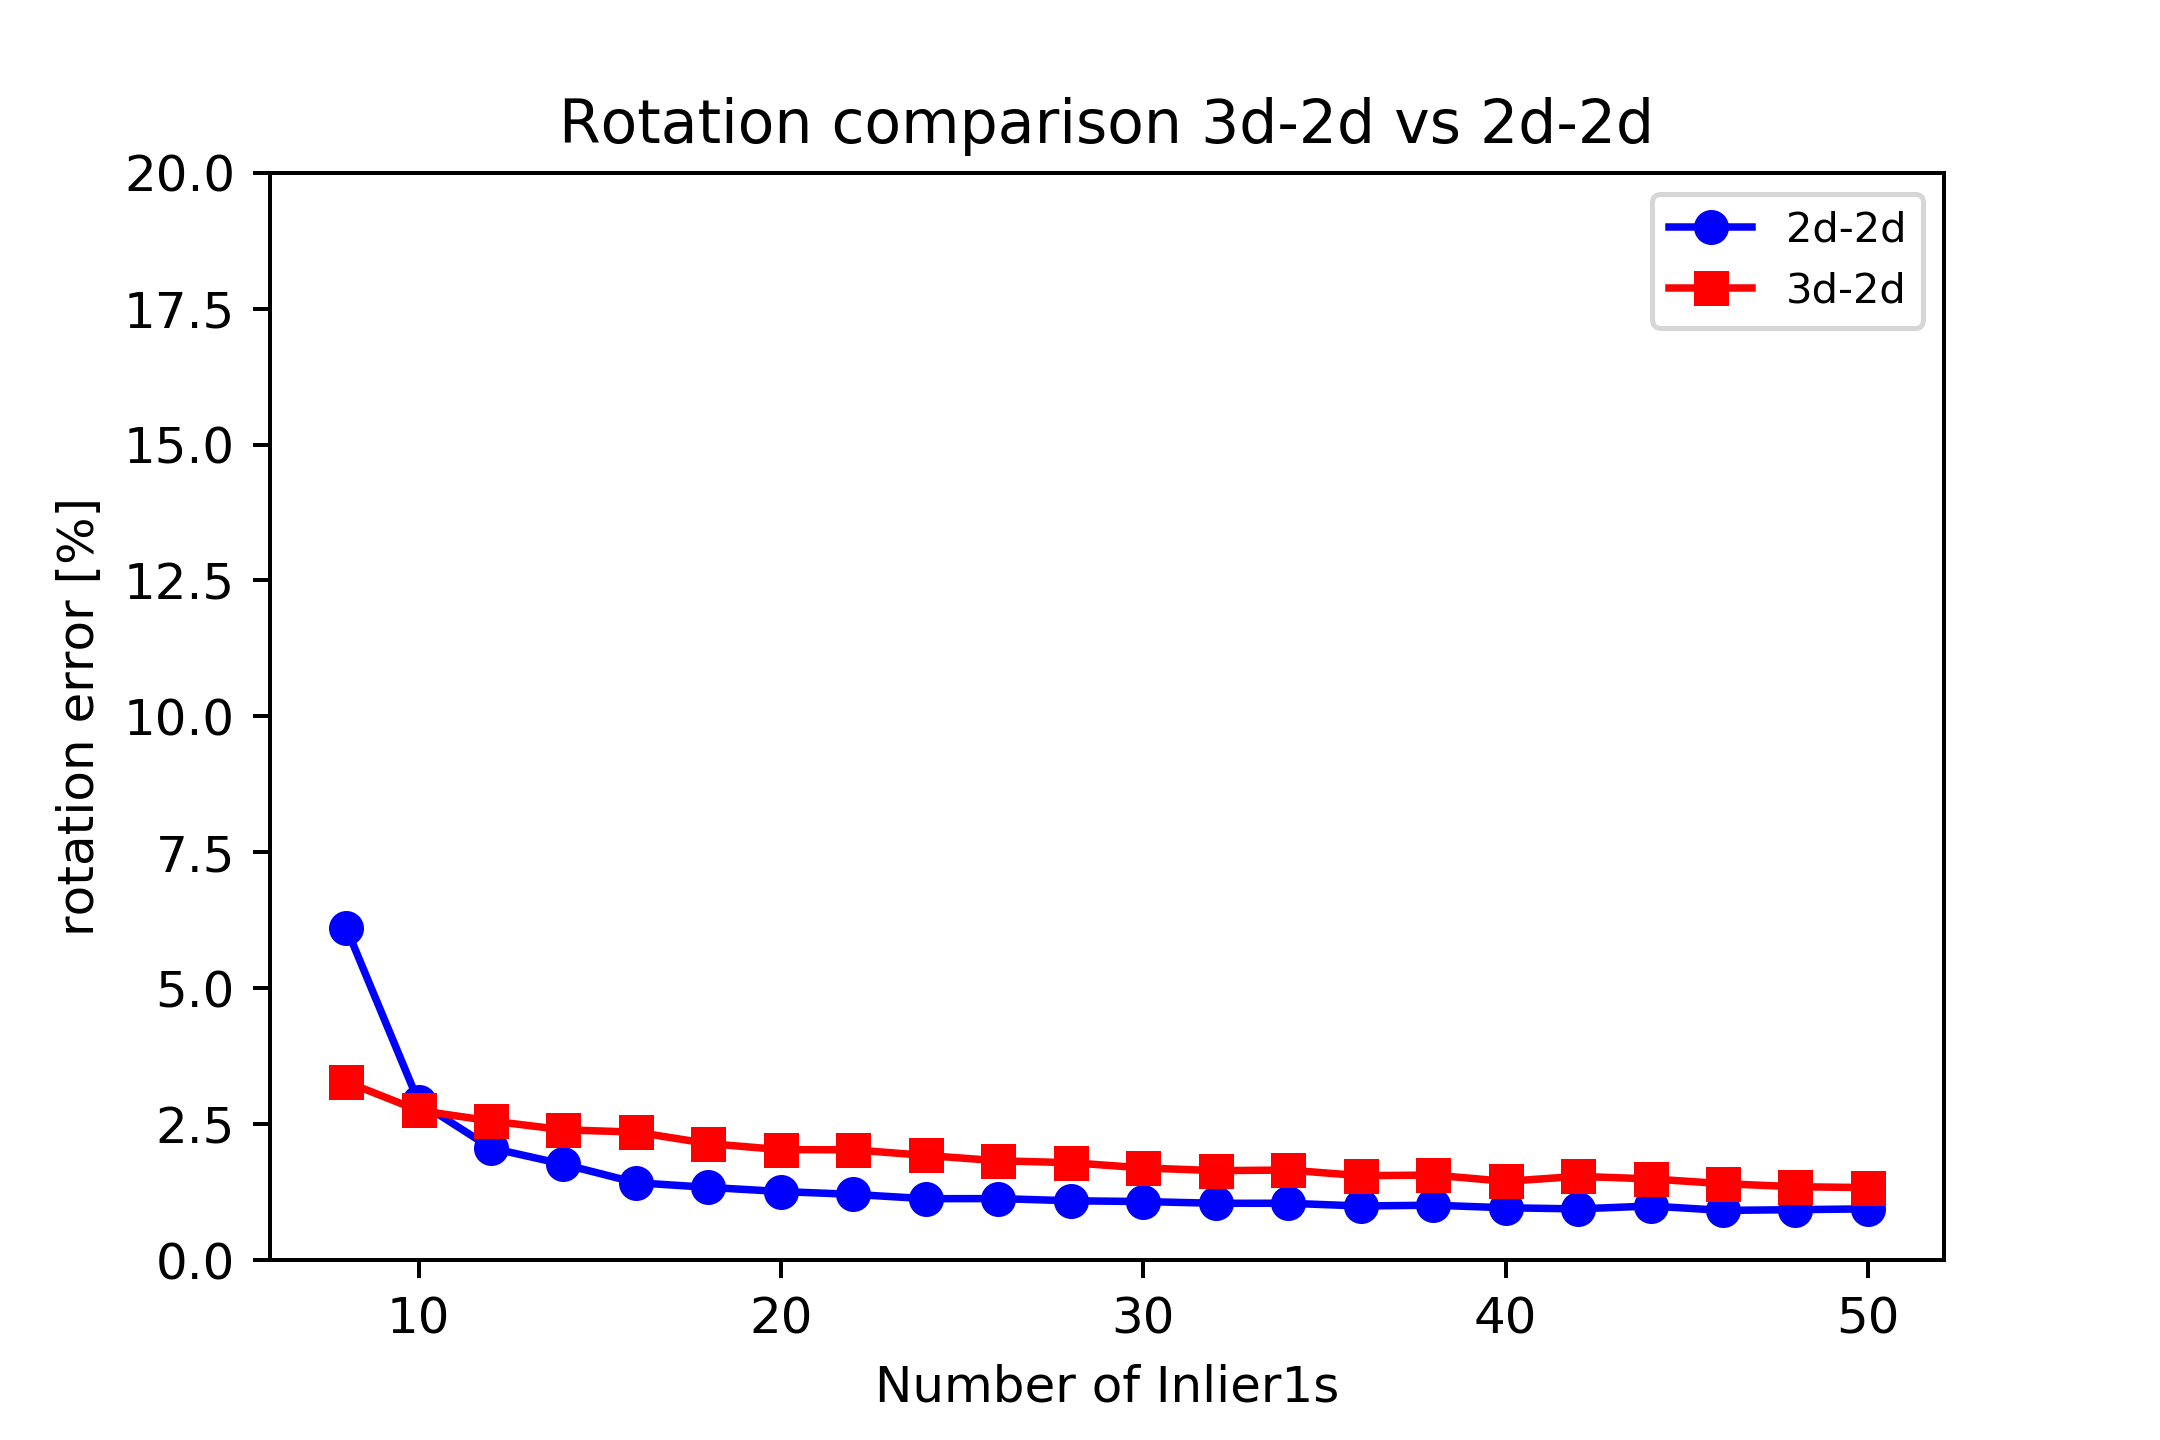 Rotation comparison 3d-2d vs 2d-2d
20.0
17.5
15.0
12.5
10.0
7.5
5.0
2.5
0.0
rotation error [%]
2d-2d
3d-2d
10 20 30 40 50
Number of Inlier1s